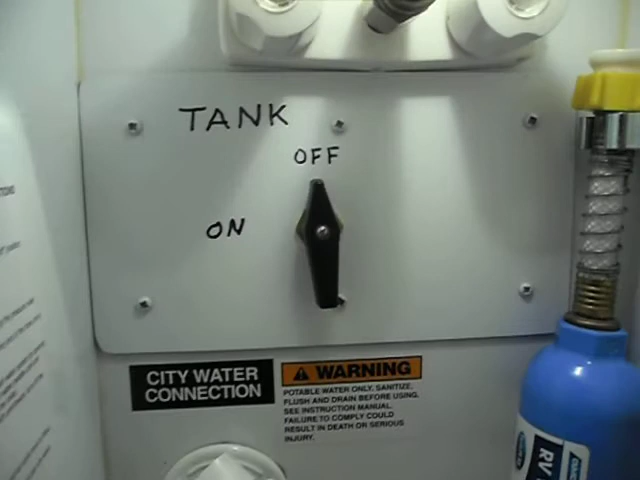 TANK
OFF
ON
CITY WATER
CONNECTION
WARNING
POTABLE WATER ONLY. SANITIZE,
FLUSH AND DRAIN BEFORE USING.
SEE INSTRUCTION MANUAL.
FAILURE TO COMPLY COULD
RESULT IN DEATH OR SERIOUS
INJURY.
RV